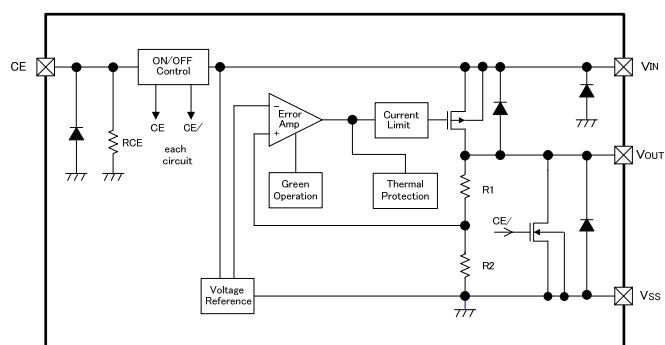 CE
ON/OFF
Control
VIN
CE
CE/
each
circuit
RCE
−
Error
Amp
+
Current
Limit
Green
Operation
Thermal
Protection
VOUT
R1
CE/
R2
Voltage
Reference
VSS